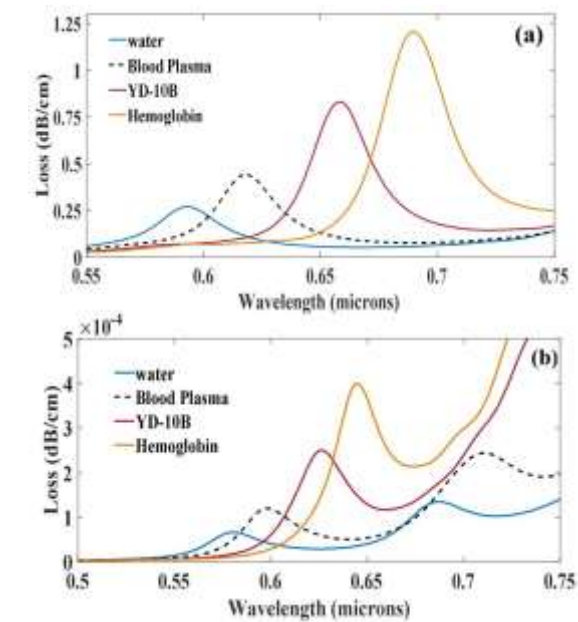 1.25
(a)
water
1
Blood Plasma
YD-10B
0.75
Hemoglobin
0.5
0.25
0
Loss (dB/cm)
0.55 0.6 0.65 0.7 0.75
Wavelength (microns)
×10⁻⁴
5
(b)
water
4
Blood Plasma
YD-10B
3
Hemoglobin
2
1
0
Loss (dB/cm)
0.5 0.55 0.6 0.65 0.7 0.75
Wavelength (microns)